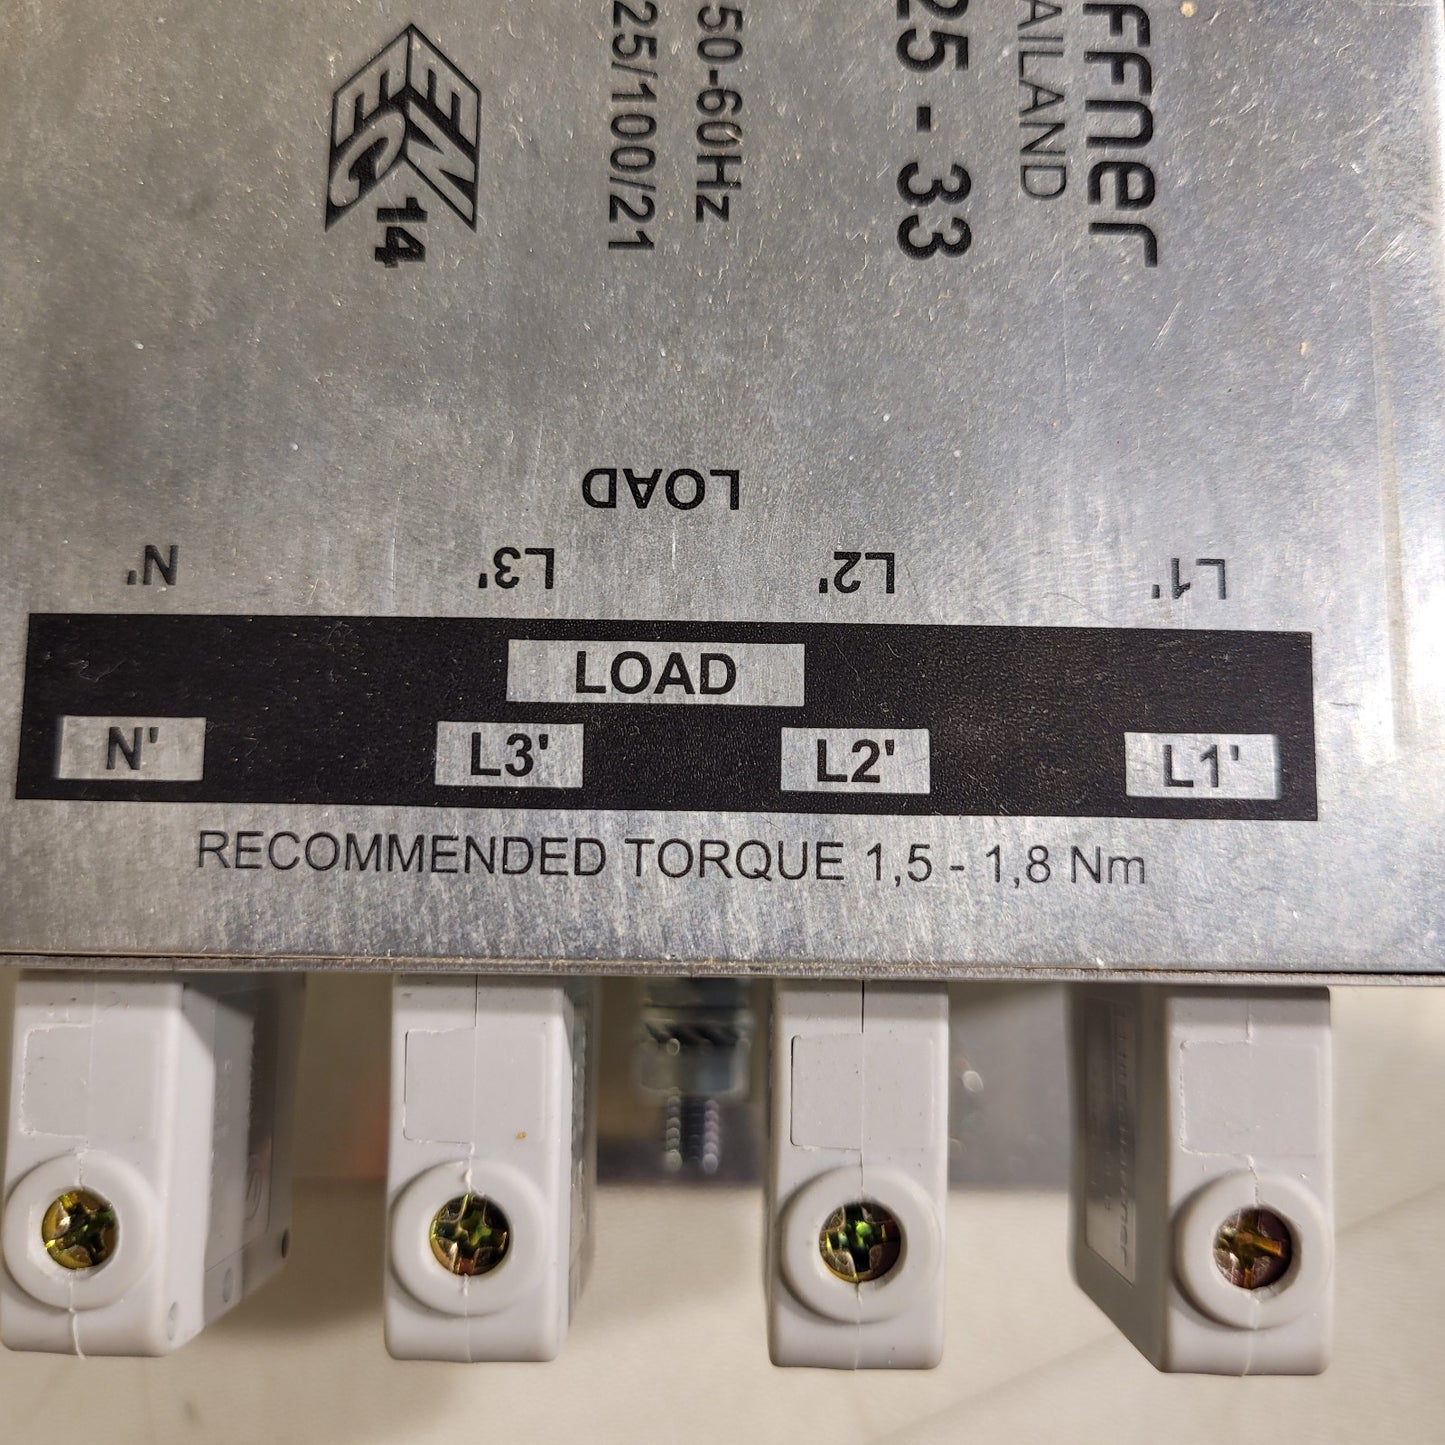 ffner
AILAND
25 - 33
50-60Hz
25/100/21
ENEC
14
LOAD
L1' L2' L3' N'
LOAD
N' L3' L2' L1'
RECOMMENDED TORQUE 1,5 - 1,8 Nm